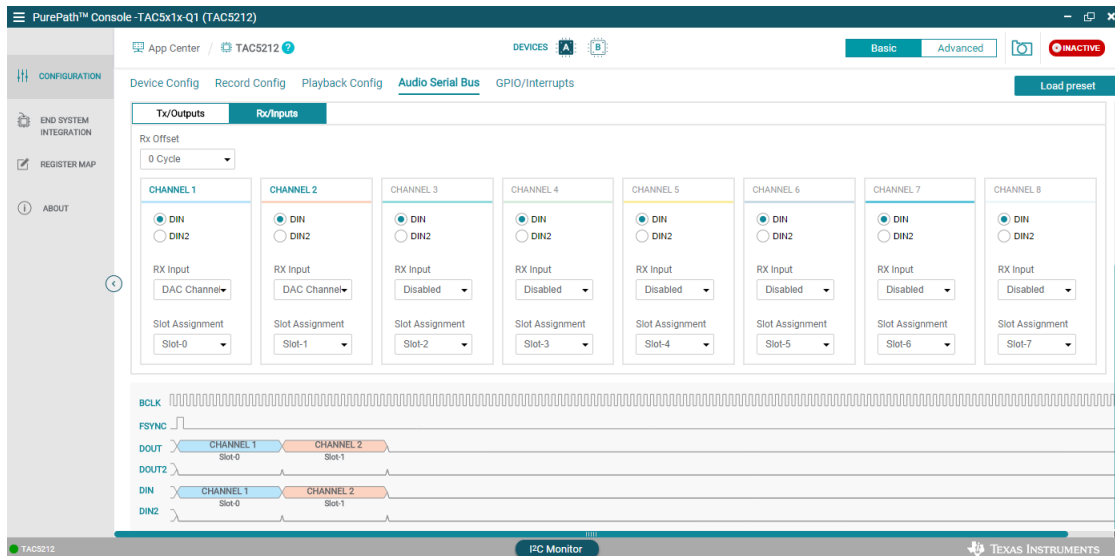 PurePath™ Console -TAC5x1x-Q1 (TAC5212)
App Center / TAC5212 ?
DEVICES A B
Basic Advanced
INACTIVE
CONFIGURATION
END SYSTEM
INTEGRATION
REGISTER MAP
ABOUT
Device Config Record Config Playback Config Audio Serial Bus GPIO/Interrupts
Load preset
Tx/Outputs Rx/Inputs
Rx Offset
0 Cycle
CHANNEL 1 CHANNEL 2 CHANNEL 3 CHANNEL 4 CHANNEL 5 CHANNEL 6 CHANNEL 7 CHANNEL 8
DIN DIN DIN DIN DIN DIN DIN DIN
DIN2 DIN2 DIN2 DIN2 DIN2 DIN2 DIN2 DIN2
RX Input RX Input RX Input RX Input RX Input RX Input RX Input RX Input
DAC Channel DAC Channel Disabled Disabled Disabled Disabled Disabled Disabled
Slot Assignment Slot Assignment Slot Assignment Slot Assignment Slot Assignment Slot Assignment Slot Assignment Slot Assignment
Slot-0 Slot-1 Slot-2 Slot-3 Slot-4 Slot-5 Slot-6 Slot-7
BCLK
FSYNC
DOUT CHANNEL 1 CHANNEL 2
Slot-0 Slot-1
DOUT2
DIN CHANNEL 1 CHANNEL 2
Slot-0 Slot-1
DIN2
TAC5212
I²C Monitor
TEXAS INSTRUMENTS